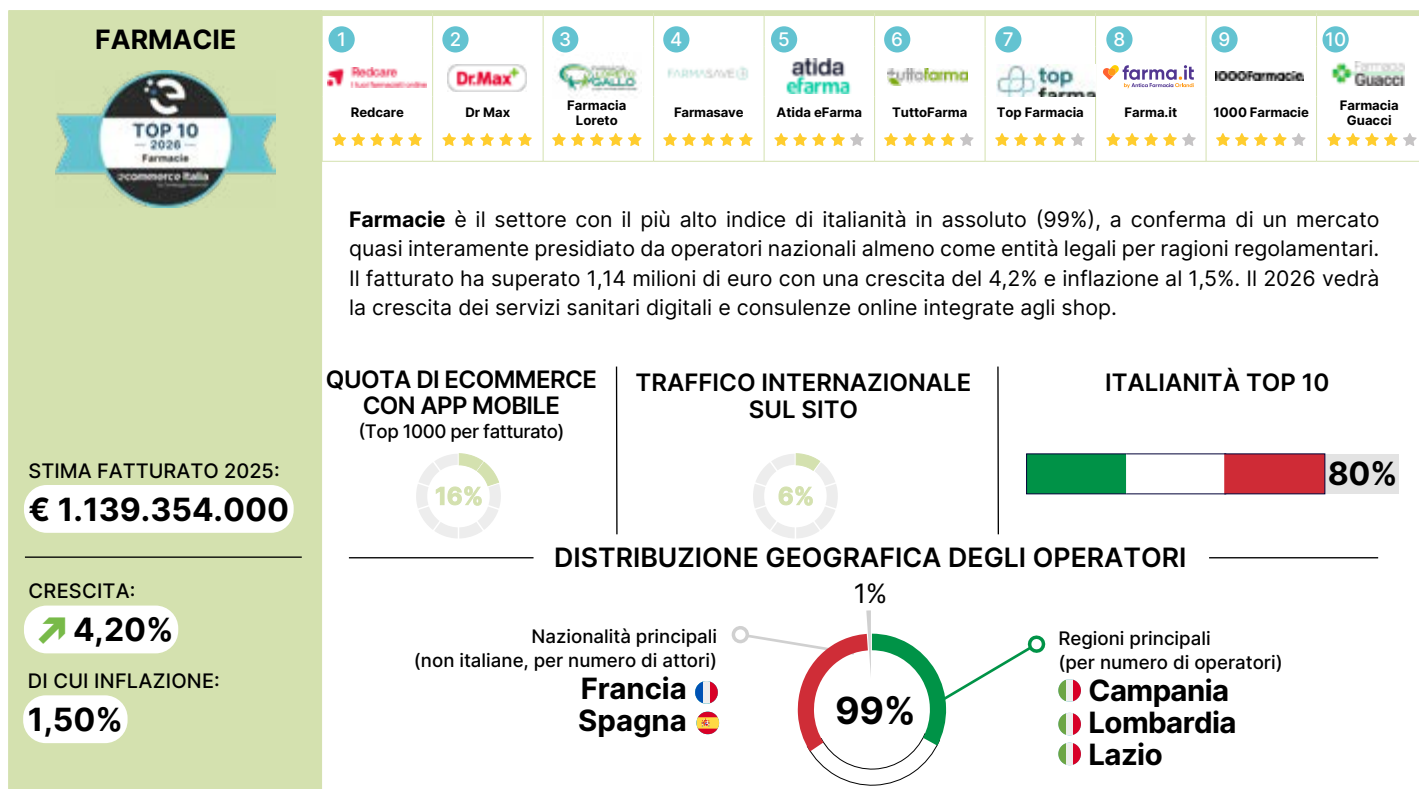 FARMACIE
TOP 10
2026
Farmacie
ecommerce italia
STIMA FATTURATO 2025:
€ 1.139.354.000
CRESCITA:
4,20%
DI CUI INFLAZIONE:
1,50%
1
Redcare
I tuoi farmacisti online
Redcare
2
Dr.Max+
Dr Max
3
LORETO
GALLO
Farmacia
Loreto
4
FARMASAVE
Farmasave
5
atida
efarma
Atida eFarma
6
tuttofarma
TuttoFarma
7
top
farma
Top Farmacia
8
farma.it
by Antica Farmacia Orlandi
Farma.it
9
1000Farmacie.
1000 Farmacie
10
Farmacia
Guacci
Farmacia
Guacci
Farmacie è il settore con il più alto indice di italianità in assoluto (99%), a conferma di un mercato
quasi interamente presidiato da operatori nazionali almeno come entità legali per ragioni regolamentari.
Il fatturato ha superato 1,14 milioni di euro con una crescita del 4,2% e inflazione al 1,5%. Il 2026 vedrà
la crescita dei servizi sanitari digitali e consulenze online integrate agli shop.
QUOTA DI ECOMMERCE
CON APP MOBILE
(Top 1000 per fatturato)
16%
TRAFFICO INTERNAZIONALE
SUL SITO
6%
ITALIANITÀ TOP 10
80%
DISTRIBUZIONE GEOGRAFICA DEGLI OPERATORI
1%
Nazionalità principali
(non italiane, per numero di attori)
Francia
Spagna
99%
Regioni principali
(per numero di operatori)
Campania
Lombardia
Lazio